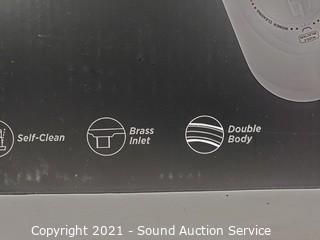 Self-Clean
Brass
Inlet
Double
Body
Copyright 2021 - Sound Auction Service